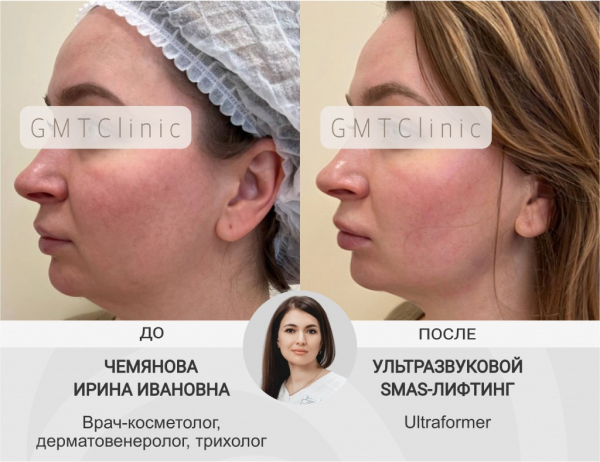 GMTClinic
GMTClinic
ДО
ПОСЛЕ
ЧЕМЯНОВА
ИРИНА ИВАНОВНА
Врач-косметолог,
дерматовенеролог, трихолог
УЛЬТРАЗВУКОВОЙ
SMAS-ЛИФТИНГ
Ultraformer